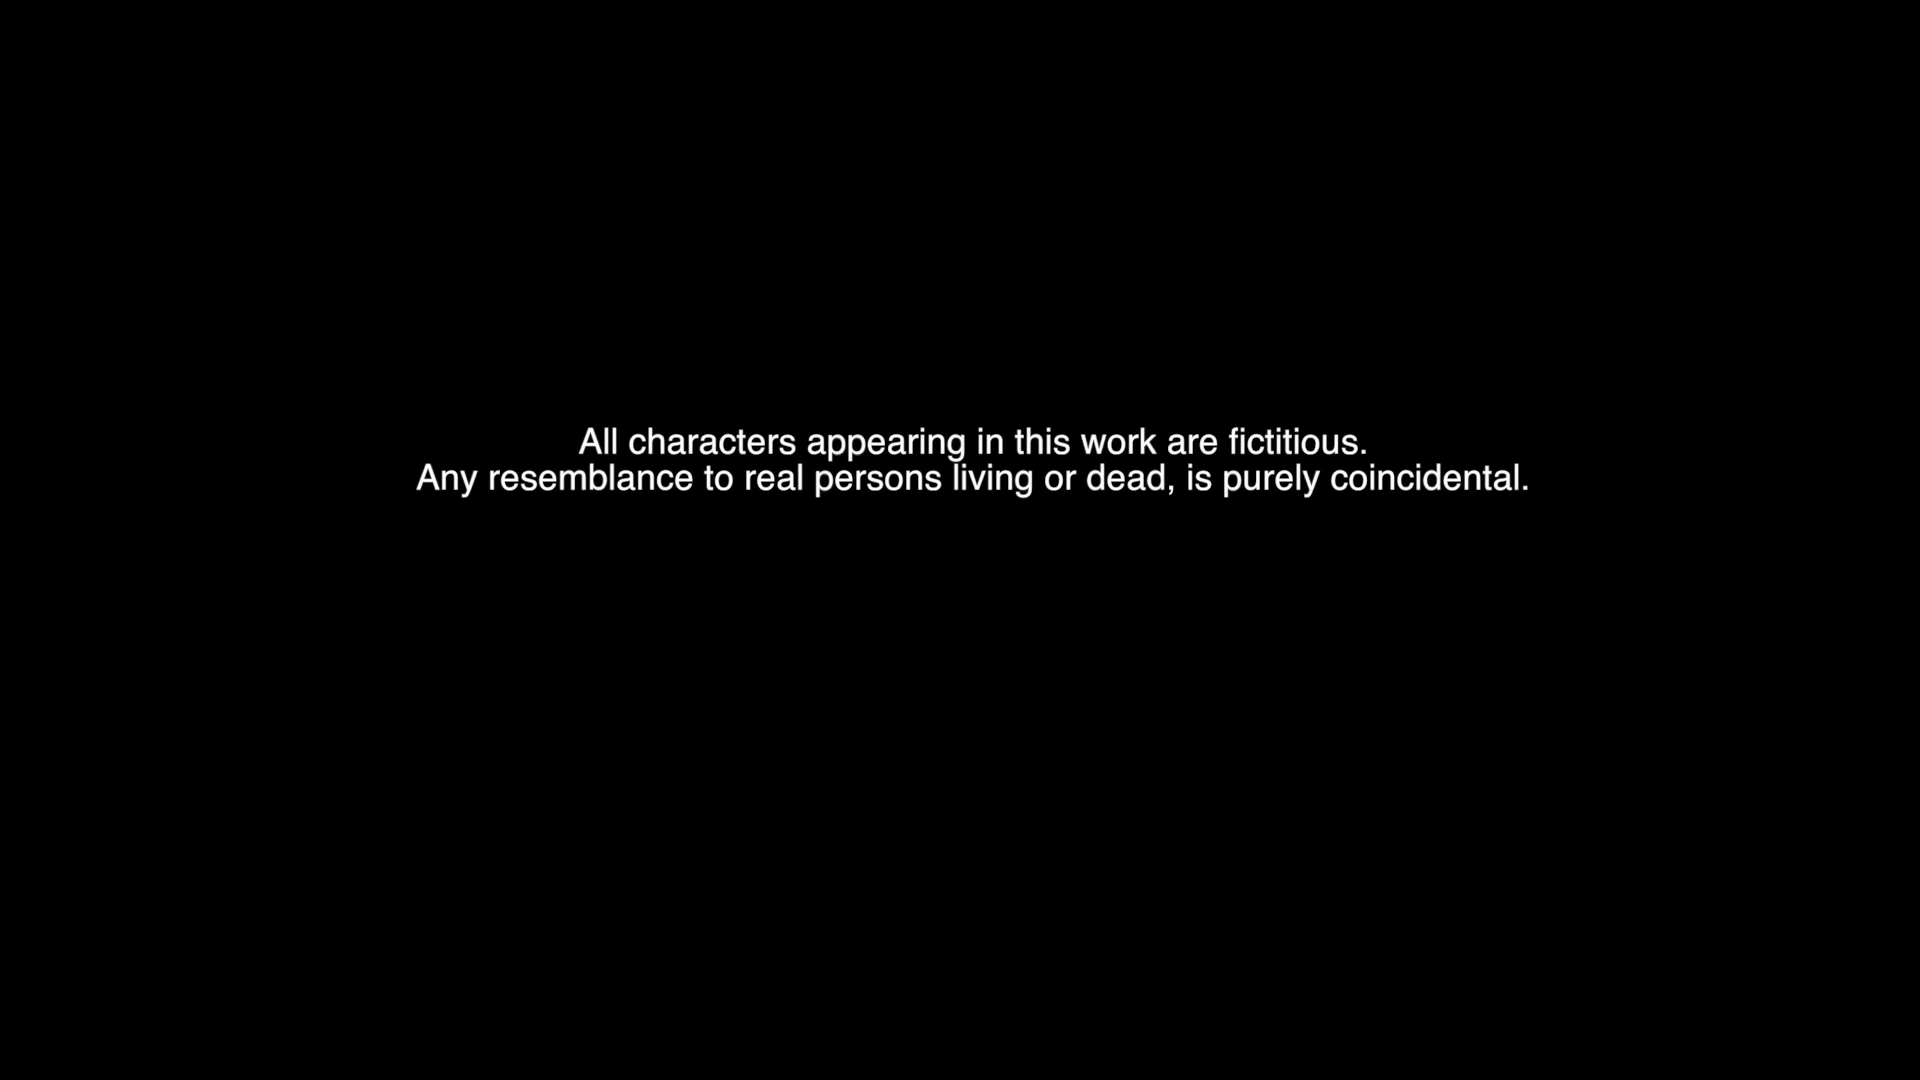 All characters appearing in this work are fictitious.
Any resemblance to real persons living or dead, is purely coincidental.